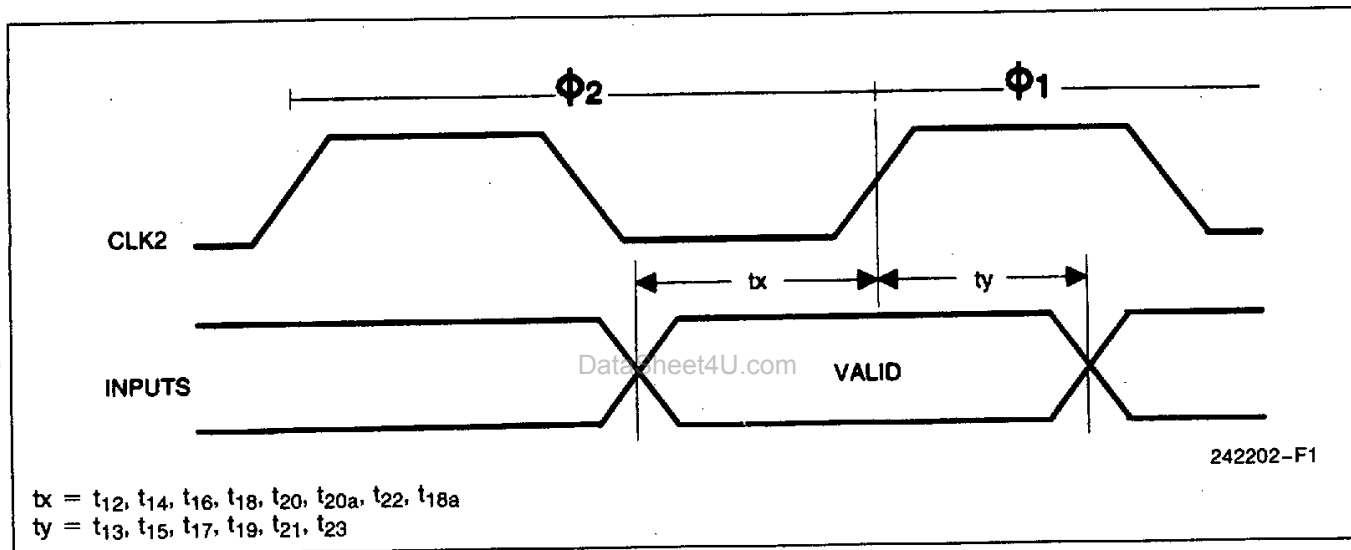 Φ2 Φ1
CLK2
tx ty
DataSheet4U.com
INPUTS VALID
242202-F1
tx = t12, t14, t16, t18, t20, t20a, t22, t18a
ty = t13, t15, t17, t19, t21, t23